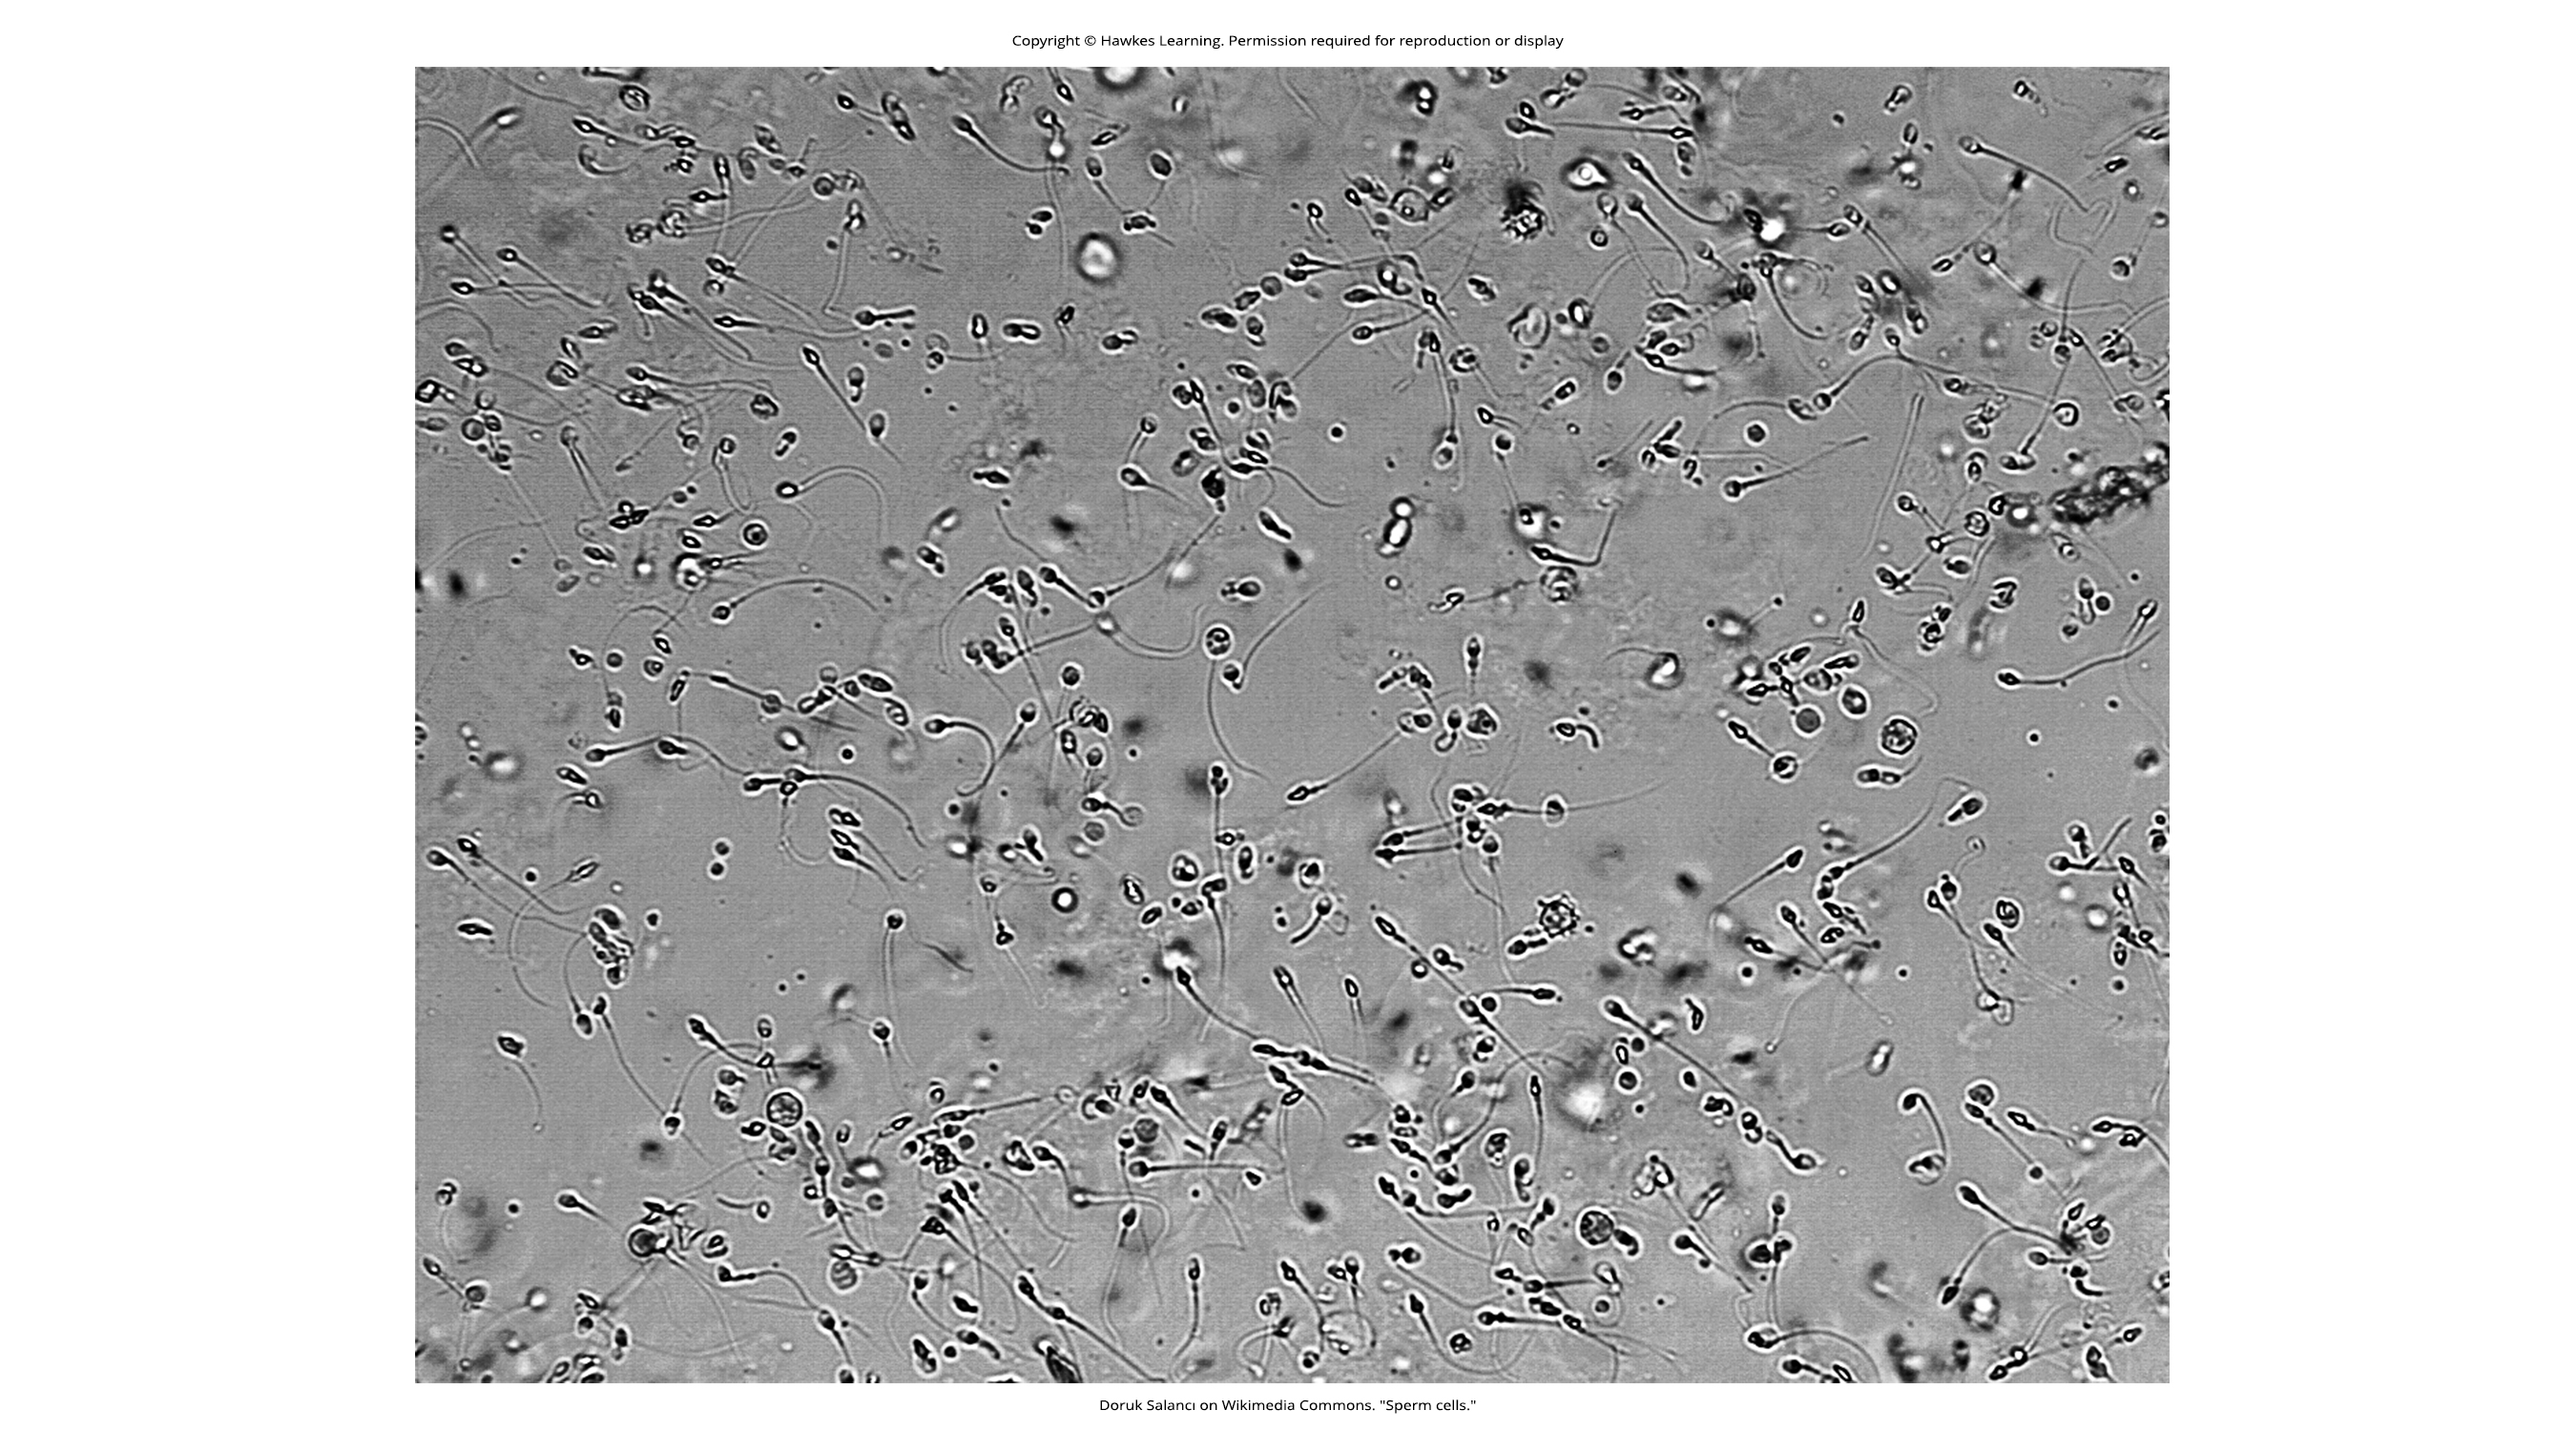 Copyright © Hawkes Learning. Permission required for reproduction or display
Doruk Salancı on Wikimedia Commons. "Sperm cells."